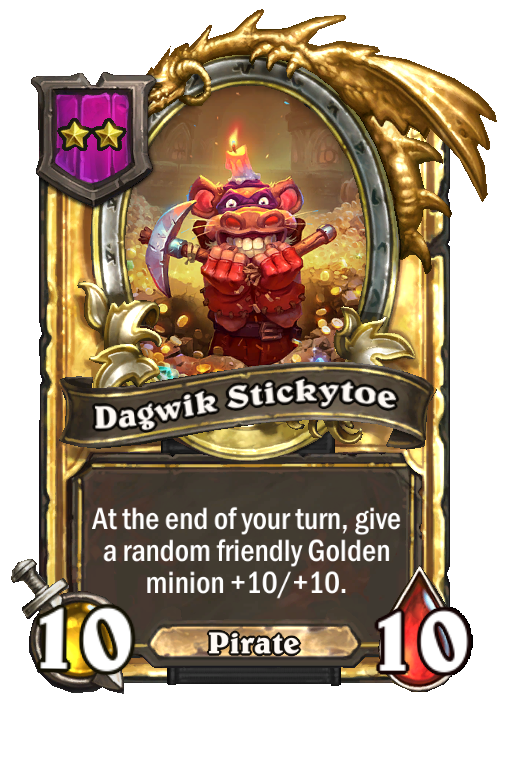 Dagwik Stickytoe
At the end of your turn, give
a random friendly Golden
minion +10/+10.
10
Pirate
10